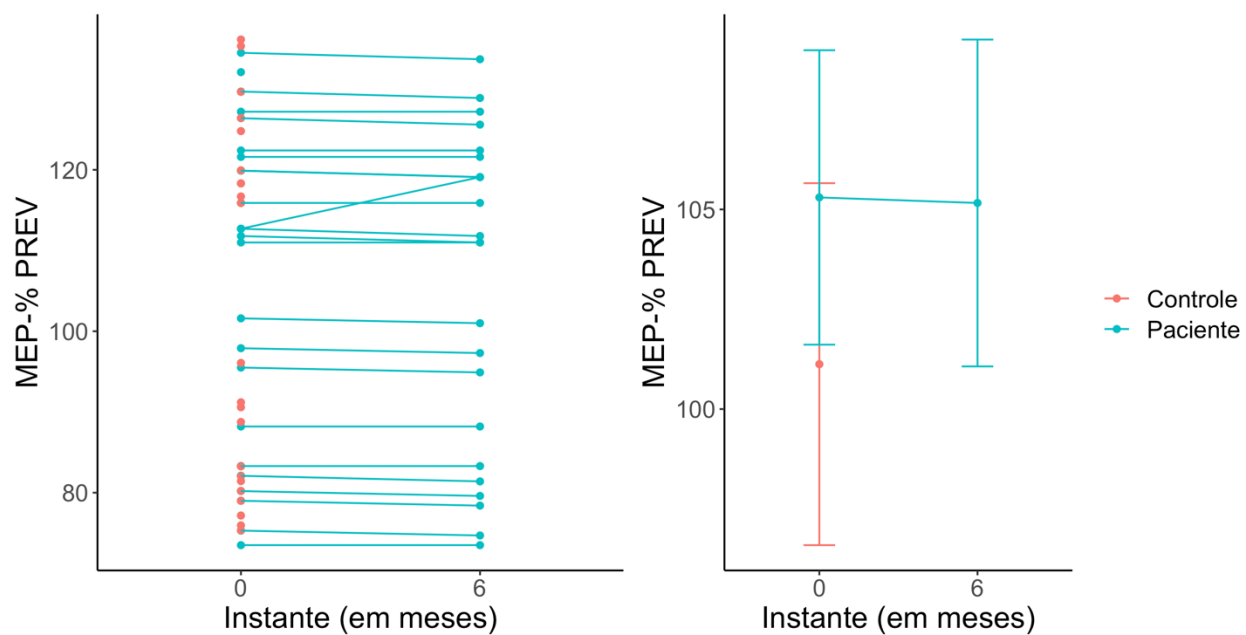 MEP-% PREV
120
100
80
0
6
Instante (em meses)
MEP-% PREV
105
100
0
6
Instante (em meses)
Controle
Paciente